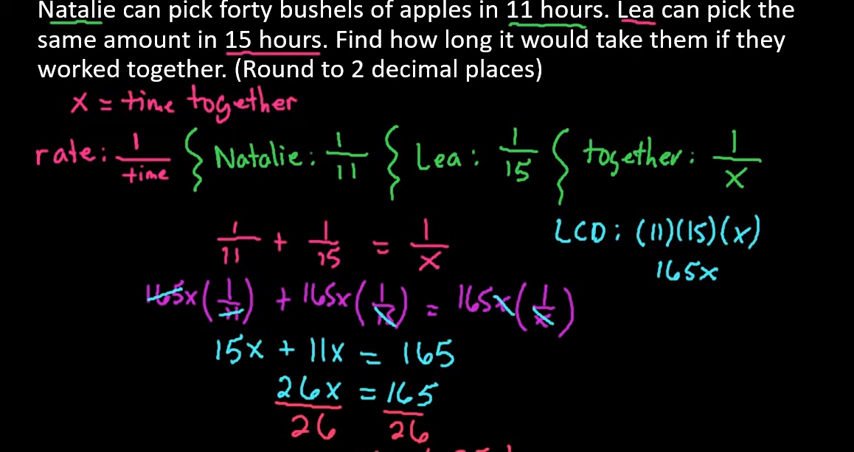 Natalie can pick forty bushels of apples in 11 hours. Lea can pick the
same amount in 15 hours. Find how long it would take them if they
worked together. (Round to 2 decimal places)
x = time together
rate: 1/time { Natalie: 1/11 { Lea: 1/15 { together: 1/x
1/11 + 1/15 = 1/x
LCD: (11)(15)(x)
165x
165x(1/11) + 165x(1/15) = 165x(1/x)
15x + 11x = 165
26x = 165
26 26